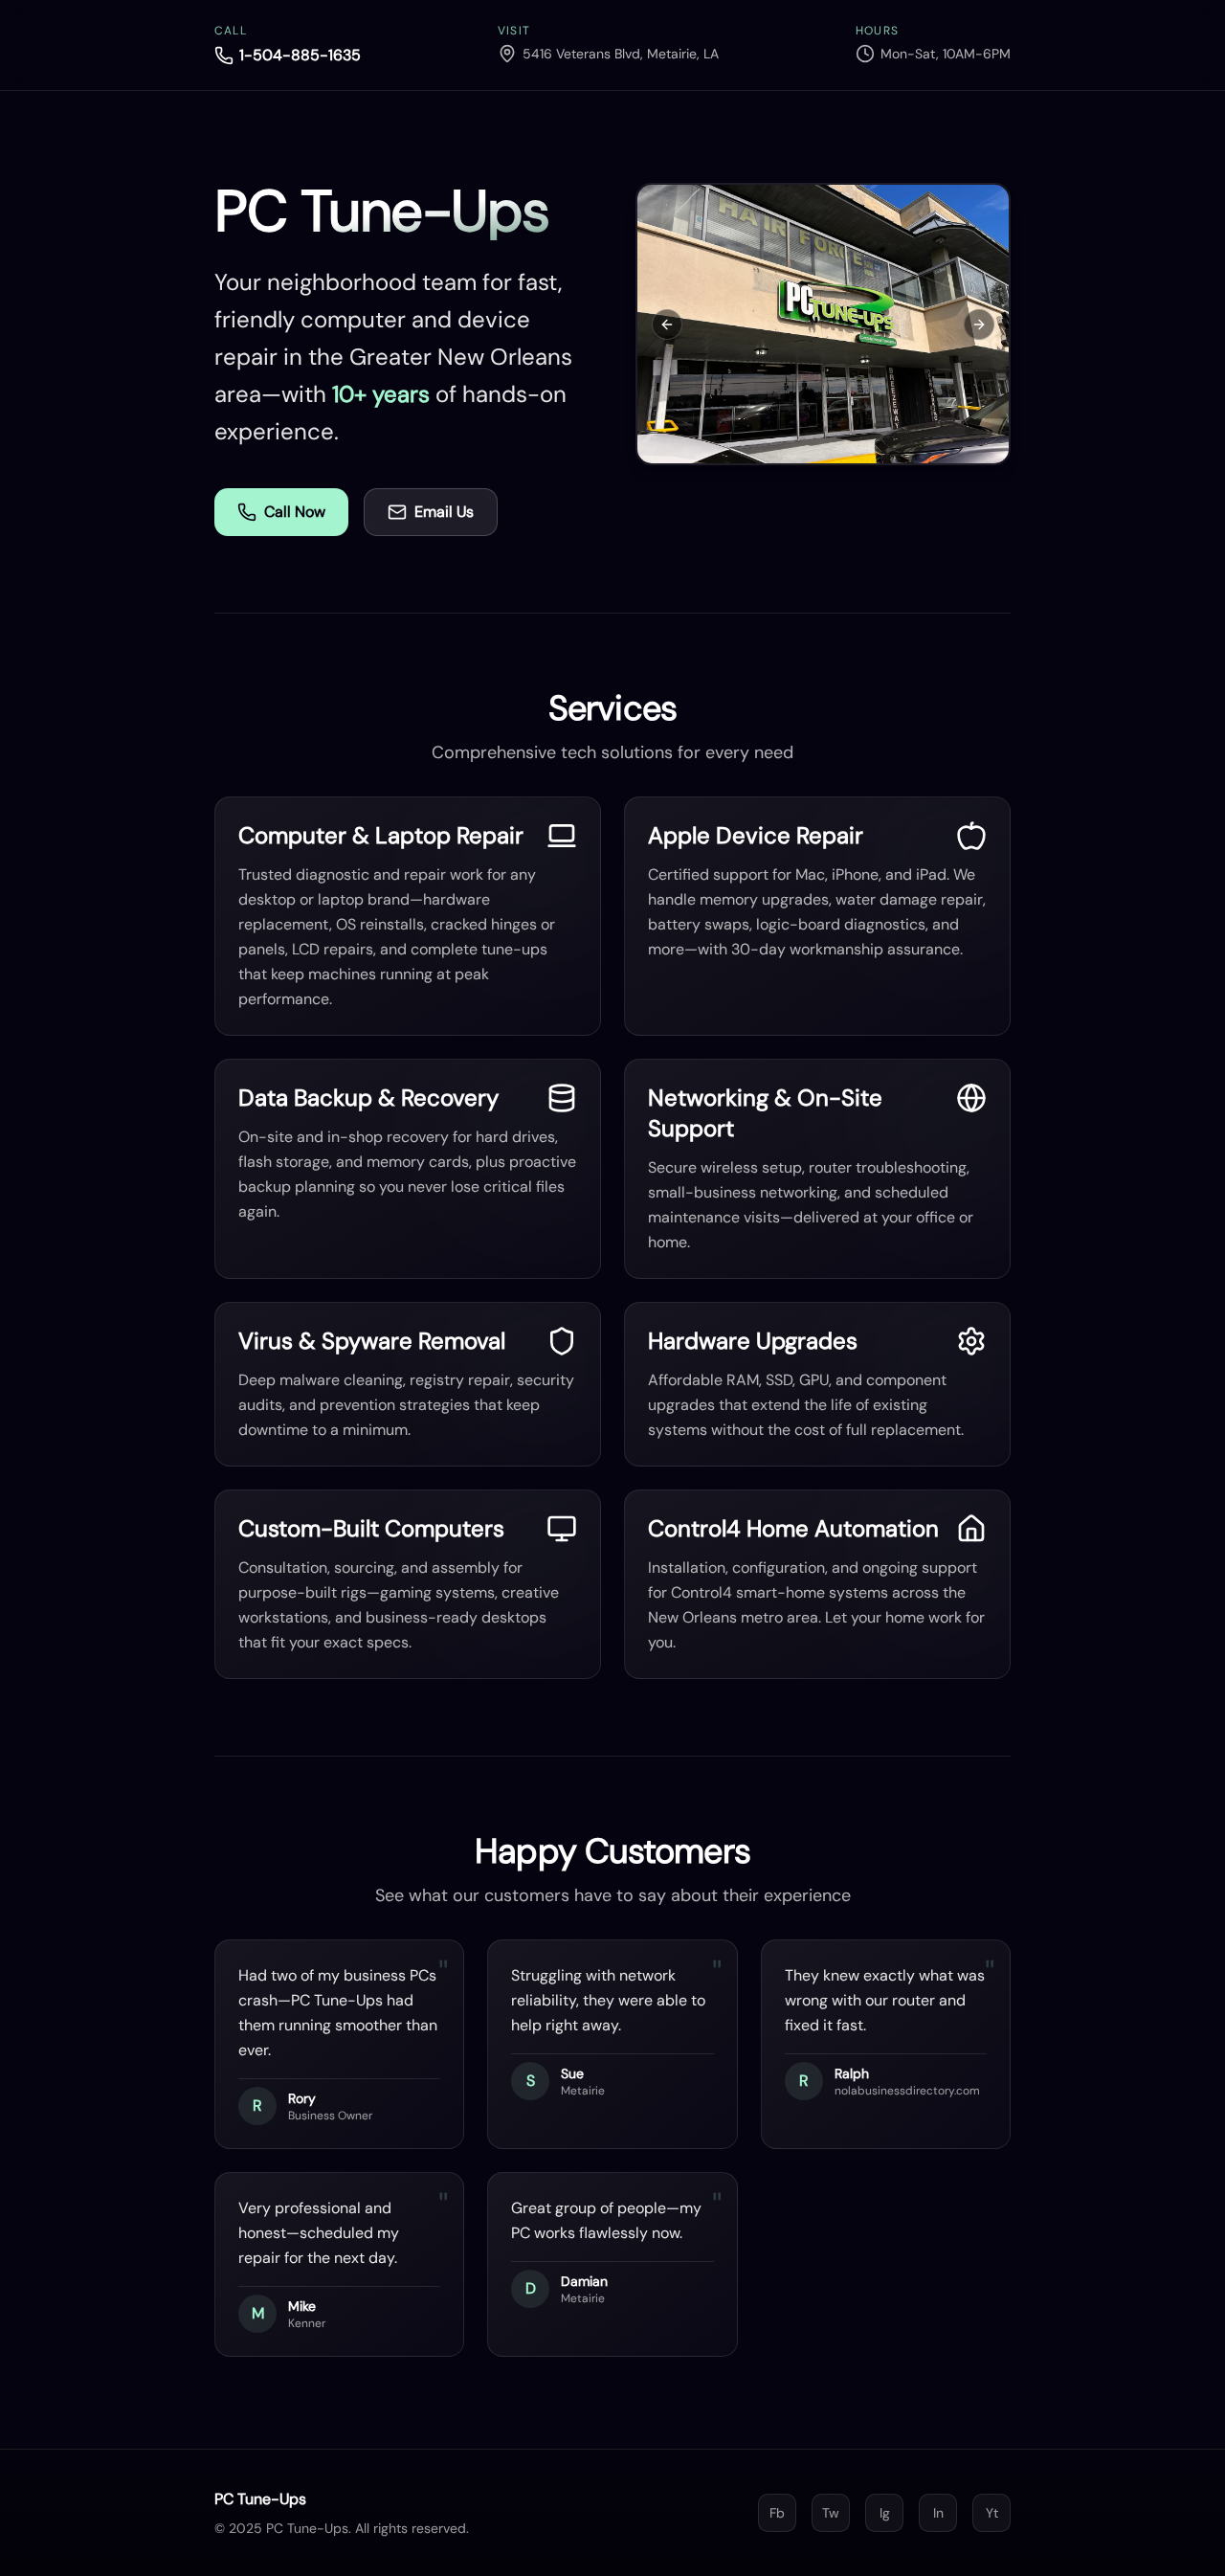 CALL
1-504-885-1635
VISIT
5416 Veterans Blvd, Metairie, LA
HOURS
Mon-Sat, 10AM-6PM
PC Tune-Ups
Your neighborhood team for fast,
friendly computer and device
repair in the Greater New Orleans
area—with 10+ years of hands-on
experience.
Call Now
Email Us
HAIR FORCE
PC TUNE-UPS
BREEZEWAY
Services
Comprehensive tech solutions for every need
Computer & Laptop Repair
Trusted diagnostic and repair work for any
desktop or laptop brand—hardware
replacement, OS reinstalls, cracked hinges or
panels, LCD repairs, and complete tune-ups
that keep machines running at peak
performance.
Apple Device Repair
Certified support for Mac, iPhone, and iPad. We
handle memory upgrades, water damage repair,
battery swaps, logic-board diagnostics, and
more—with 30-day workmanship assurance.
Data Backup & Recovery
On-site and in-shop recovery for hard drives,
flash storage, and memory cards, plus proactive
backup planning so you never lose critical files
again.
Networking & On-Site
Support
Secure wireless setup, router troubleshooting,
small-business networking, and scheduled
maintenance visits—delivered at your office or
home.
Virus & Spyware Removal
Deep malware cleaning, registry repair, security
audits, and prevention strategies that keep
downtime to a minimum.
Hardware Upgrades
Affordable RAM, SSD, GPU, and component
upgrades that extend the life of existing
systems without the cost of full replacement.
Custom-Built Computers
Consultation, sourcing, and assembly for
purpose-built rigs—gaming systems, creative
workstations, and business-ready desktops
that fit your exact specs.
Control4 Home Automation
Installation, configuration, and ongoing support
for Control4 smart-home systems across the
New Orleans metro area. Let your home work for
you.
Happy Customers
See what our customers have to say about their experience
"
Had two of my business PCs
crash—PC Tune-Ups had
them running smoother than
ever.
R
Rory
Business Owner
"
Struggling with network
reliability, they were able to
help right away.
S
Sue
Metairie
"
They knew exactly what was
wrong with our router and
fixed it fast.
R
Ralph
nolabusinessdirectory.com
"
Very professional and
honest—scheduled my
repair for the next day.
M
Mike
Kenner
"
Great group of people—my
PC works flawlessly now.
D
Damian
Metairie
PC Tune-Ups
© 2025 PC Tune-Ups. All rights reserved.
Fb
Tw
Ig
In
Yt